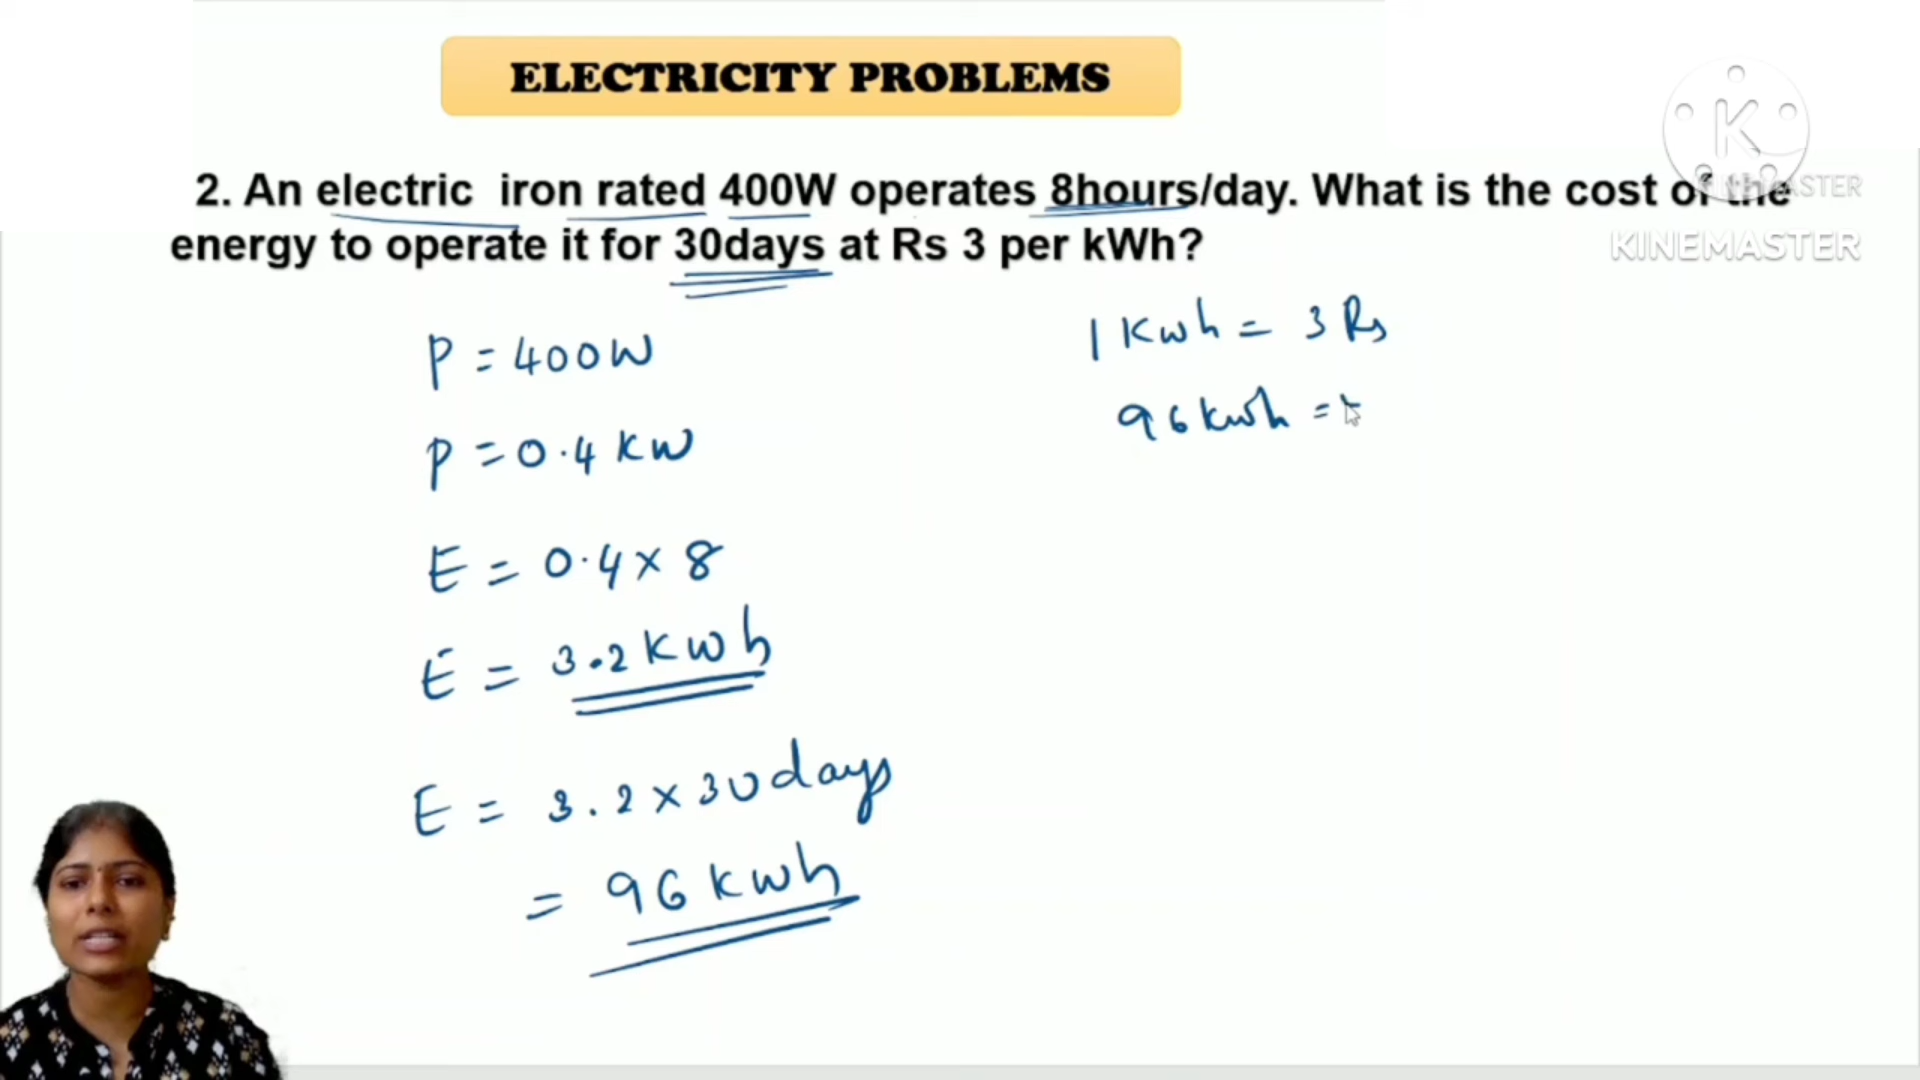 ELECTRICITY PROBLEMS
K
KINEMASTER
2. An electric iron rated 400W operates 8hours/day. What is the cost of the
energy to operate it for 30days at Rs 3 per kWh?
KINEMASTER
P = 400W
P = 0.4 KW
E = 0.4 x 8
E = 3.2 Kwh
E = 3.2 x 30 days
= 96 kwh
1 Kwh = 3 Rs
96 kwh =